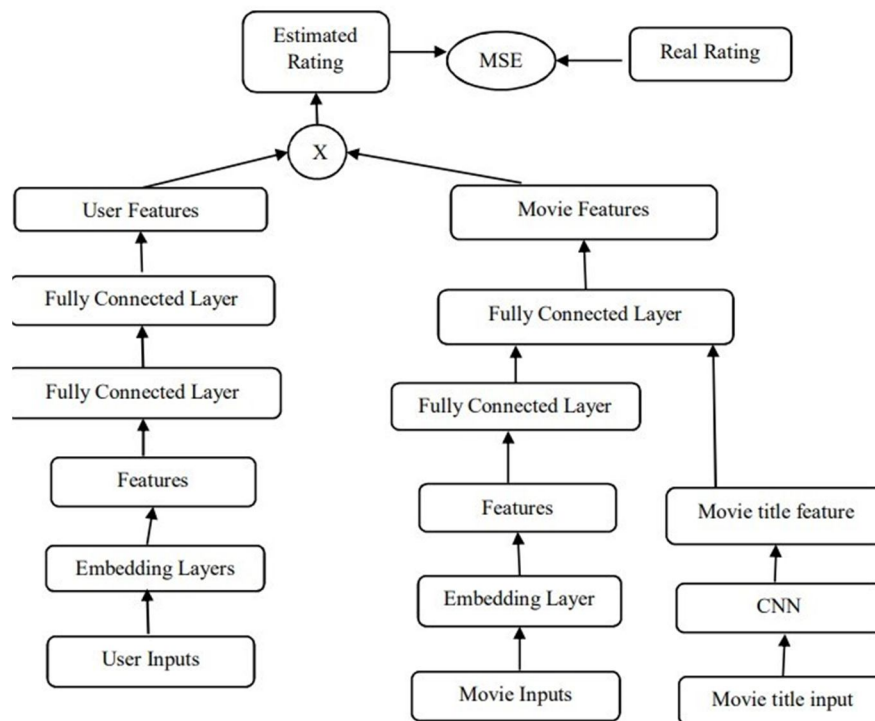 Estimated
Rating
MSE
Real Rating
X
User Features
Movie Features
Fully Connected Layer
Fully Connected Layer
Fully Connected Layer
Fully Connected Layer
Features
Features
Movie title feature
Embedding Layers
Embedding Layer
CNN
User Inputs
Movie Inputs
Movie title input